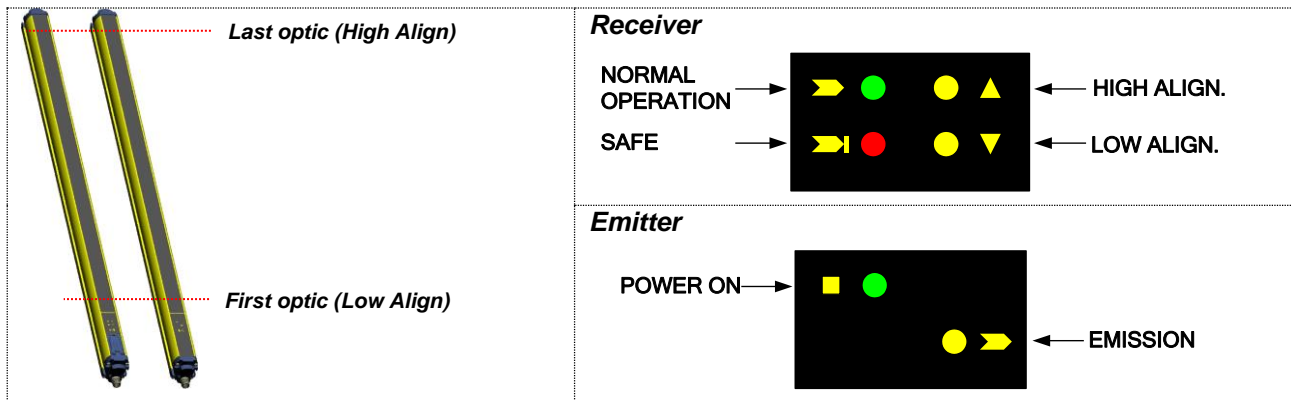 Last optic (High Align)
First optic (Low Align)
Receiver
NORMAL
OPERATION
HIGH ALIGN.
SAFE
LOW ALIGN.
Emitter
POWER ON
EMISSION